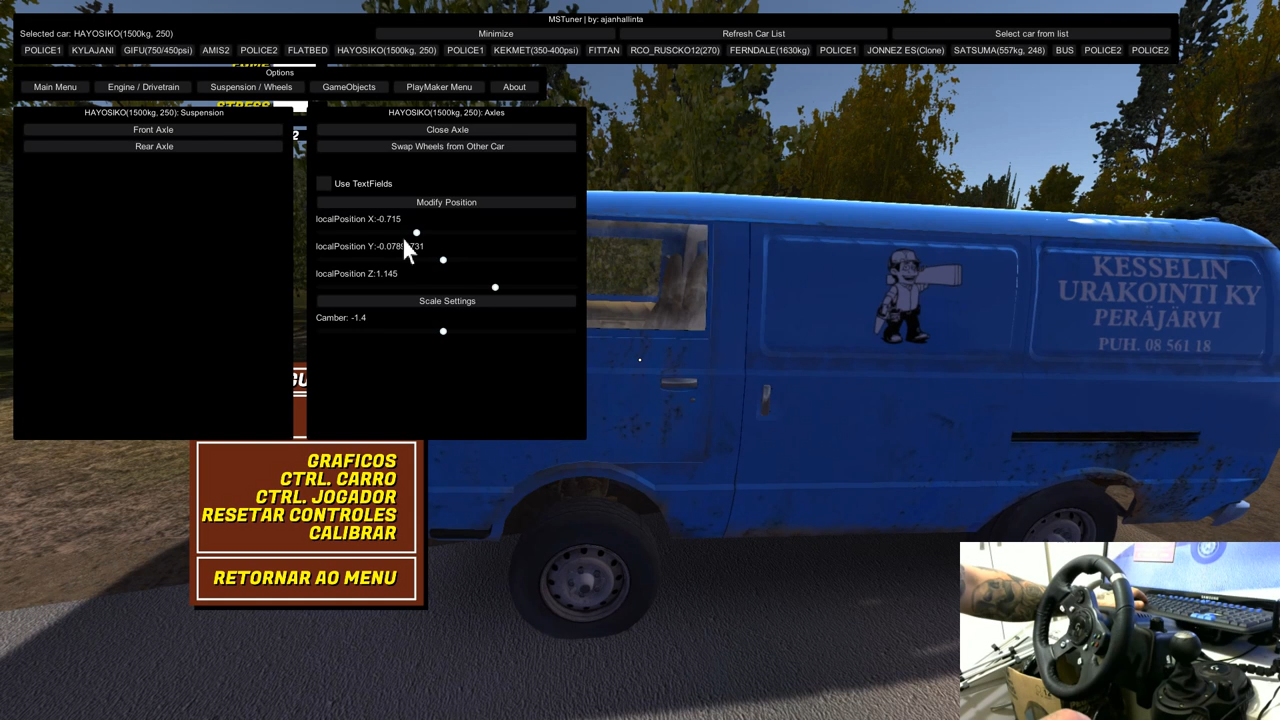 MSTuner | by: ajanhallinta
Selected car: HAYOSIKO(1500kg, 250)
Minimize
Refresh Car List
Select car from list
POLICE1 KYLAJANI GIFU(750/450psi) AMIS2 POLICE2 FLATBED HAYOSIKO(1500kg, 250) POLICE1 KEKMET(350-400psi) FITTAN RCO_RUSCKO12(270) FERNDALE(1630kg) POLICE1 JONNEZ ES(Clone) SATSUMA(557kg, 248) BUS POLICE2 POLICE2
Options
Main Menu Engine / Drivetrain Suspension / Wheels GameObjects PlayMaker Menu About
HAYOSIKO(1500kg, 250): Suspension
Front Axle
Rear Axle
HAYOSIKO(1500kg, 250): Axles
Close Axle
Swap Wheels from Other Car
Use TextFields
Modify Position
localPosition X:-0.715
localPosition Y:
localPosition Z:1.145
Scale Settings
Camber: -1.4
KESSELIN
URAKOINTI KY
PERÄJÄRVI
PUH. 08 561 18
GRAFICOS
CTRL. CARRO
CTRL. JOGADOR
RESETAR CONTROLES
CALIBRAR
RETORNAR AO MENU